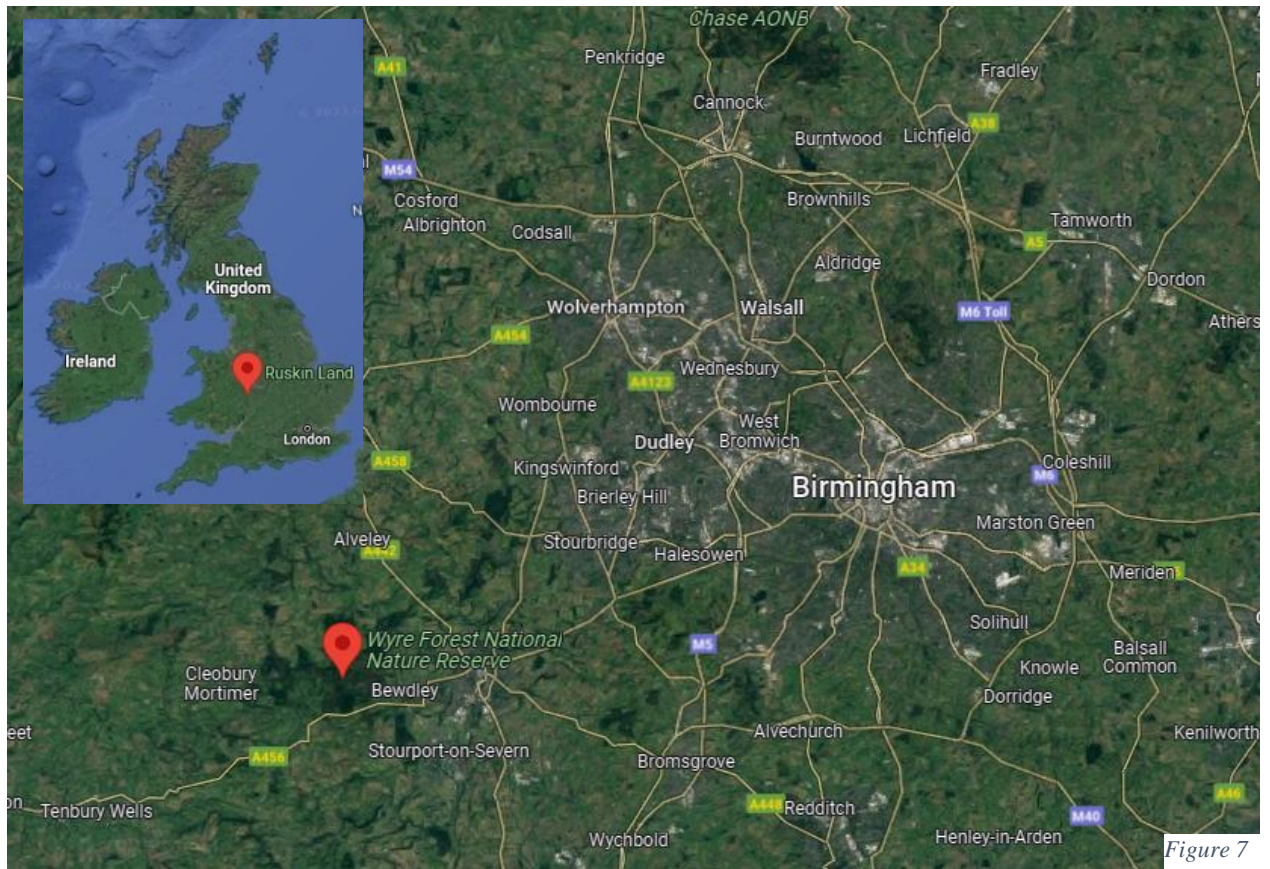 Chase AONB
Penkridge
Fradley
A41
Cannock
A38
Burntwood
Lichfield
M54
Cosford
Brownhills
Albrighton
Codsall
Tamworth
A5
Aldridge
Dordon
United
Kingdom
Wolverhampton
Walsall
M6 Toll
Athers
A454
Ireland
Ruskin Land
Wednesbury
A4123
Wombourne
West
Bromwich
London
Dudley
A458
Kingswinford
Coleshill
M6
Birmingham
Brierley Hill
Marston Green
Alveley
A442
Stourbridge
Halesowen
A34
Meriden
Solihull
Wyre Forest National
Nature Reserve
M5
Balsall
Common
Knowle
Cleobury
Mortimer
Bewdley
Dorridge
eet
Alvechurch
Kenilworth
Stourport-on-Severn
A456
Bromsgrove
A46
on
Tenbury Wells
A448
Redditch
M40
Wychbold
Henley-in-Arden
Figure 7